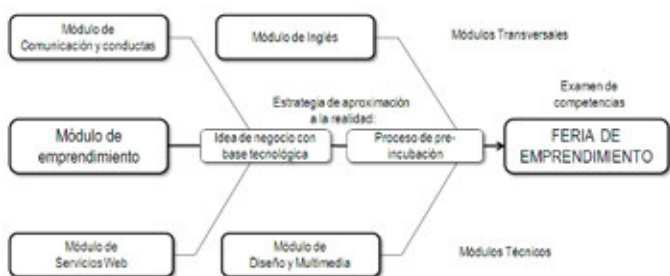 Módulo de
Comunicación y conductas
Módulo de Inglés
Módulos Transversales
Estrategia de aproximación
a la realidad:
Examen de
competencias
Módulo de
emprendimiento
Idea de negocio con
base tecnológica
Proceso de pre-
incubación
FERIA DE
EMPRENDIMIENTO
Módulo de
Servicios Web
Módulo de
Diseño y Multimedia
Módulos Técnicos